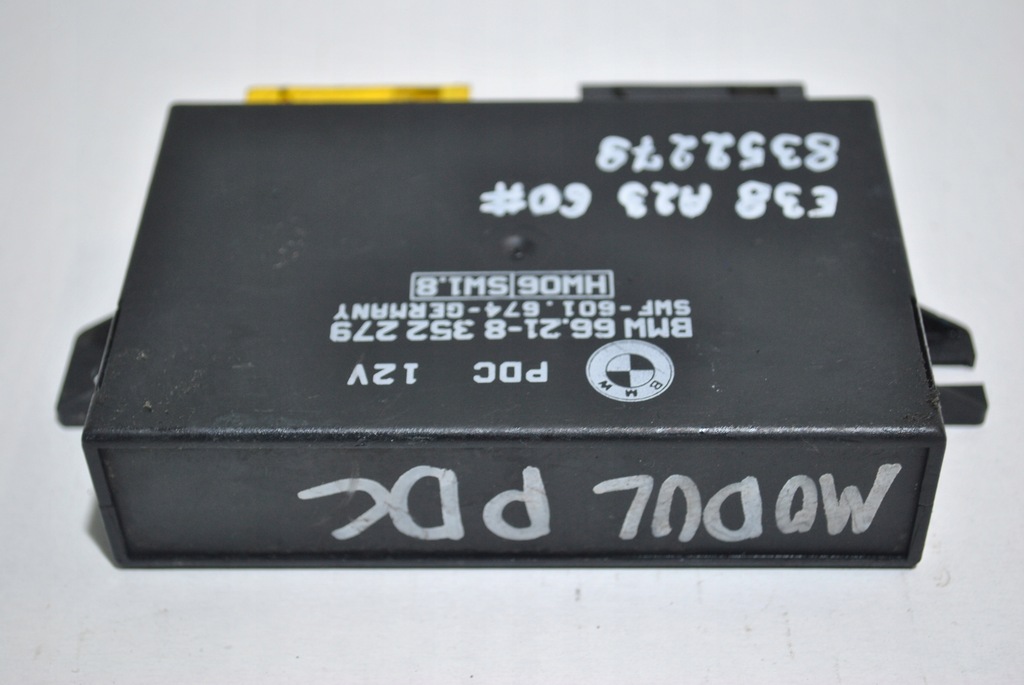 MODUL PDC
BMW
PDC 12V
BMW 66.21-8 352 279
SWF-601.674-GERMANY
HW06 SW1.8
E38 A23 60#
8352279